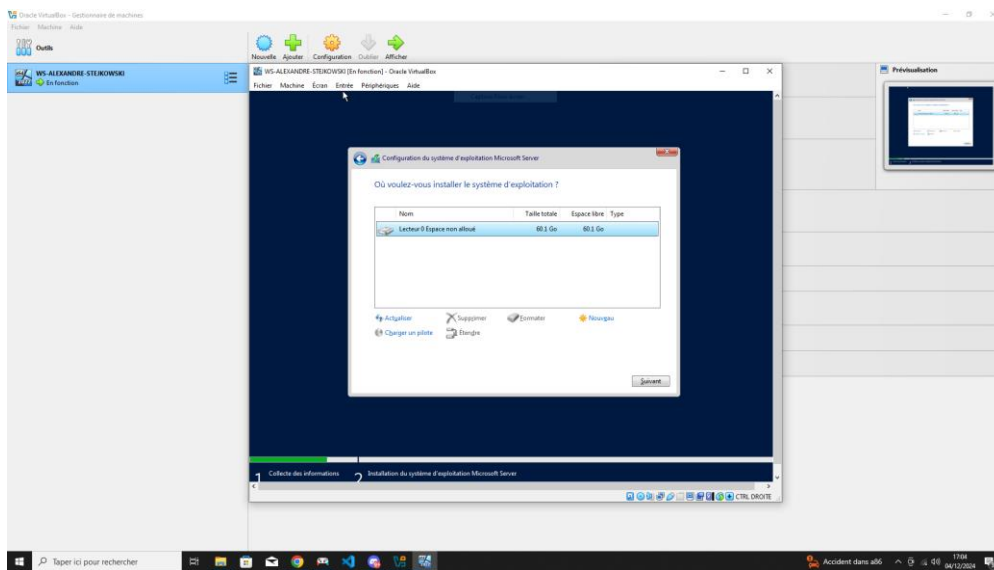 Oracle VirtualBox - Gestionnaire de machines
Fichier Machine Aide
Outils
Nouvelle Ajouter Configuration Oublier Afficher
WS-ALEXANDRE-STEJKOWSKI
En fonction
Prévisualisation
WS-ALEXANDRE-STEJKOWSKI [En fonction] - Oracle VirtualBox
Fichier Machine Écran Entrée Périphériques Aide
Configuration du système d'exploitation Microsoft Server
Où voulez-vous installer le système d'exploitation ?
Nom Taille totale Espace libre Type
Lecteur 0 Espace non alloué 60.1 Go 60.1 Go
Actualiser Supprimer Formater Nouveau
Charger un pilote Étendre
Suivant
1 Collecte des informations 2 Installation du système d'exploitation Microsoft Server
CTRL DROITE
Taper ici pour rechercher
Accident dans a86
17:04
04/12/2024